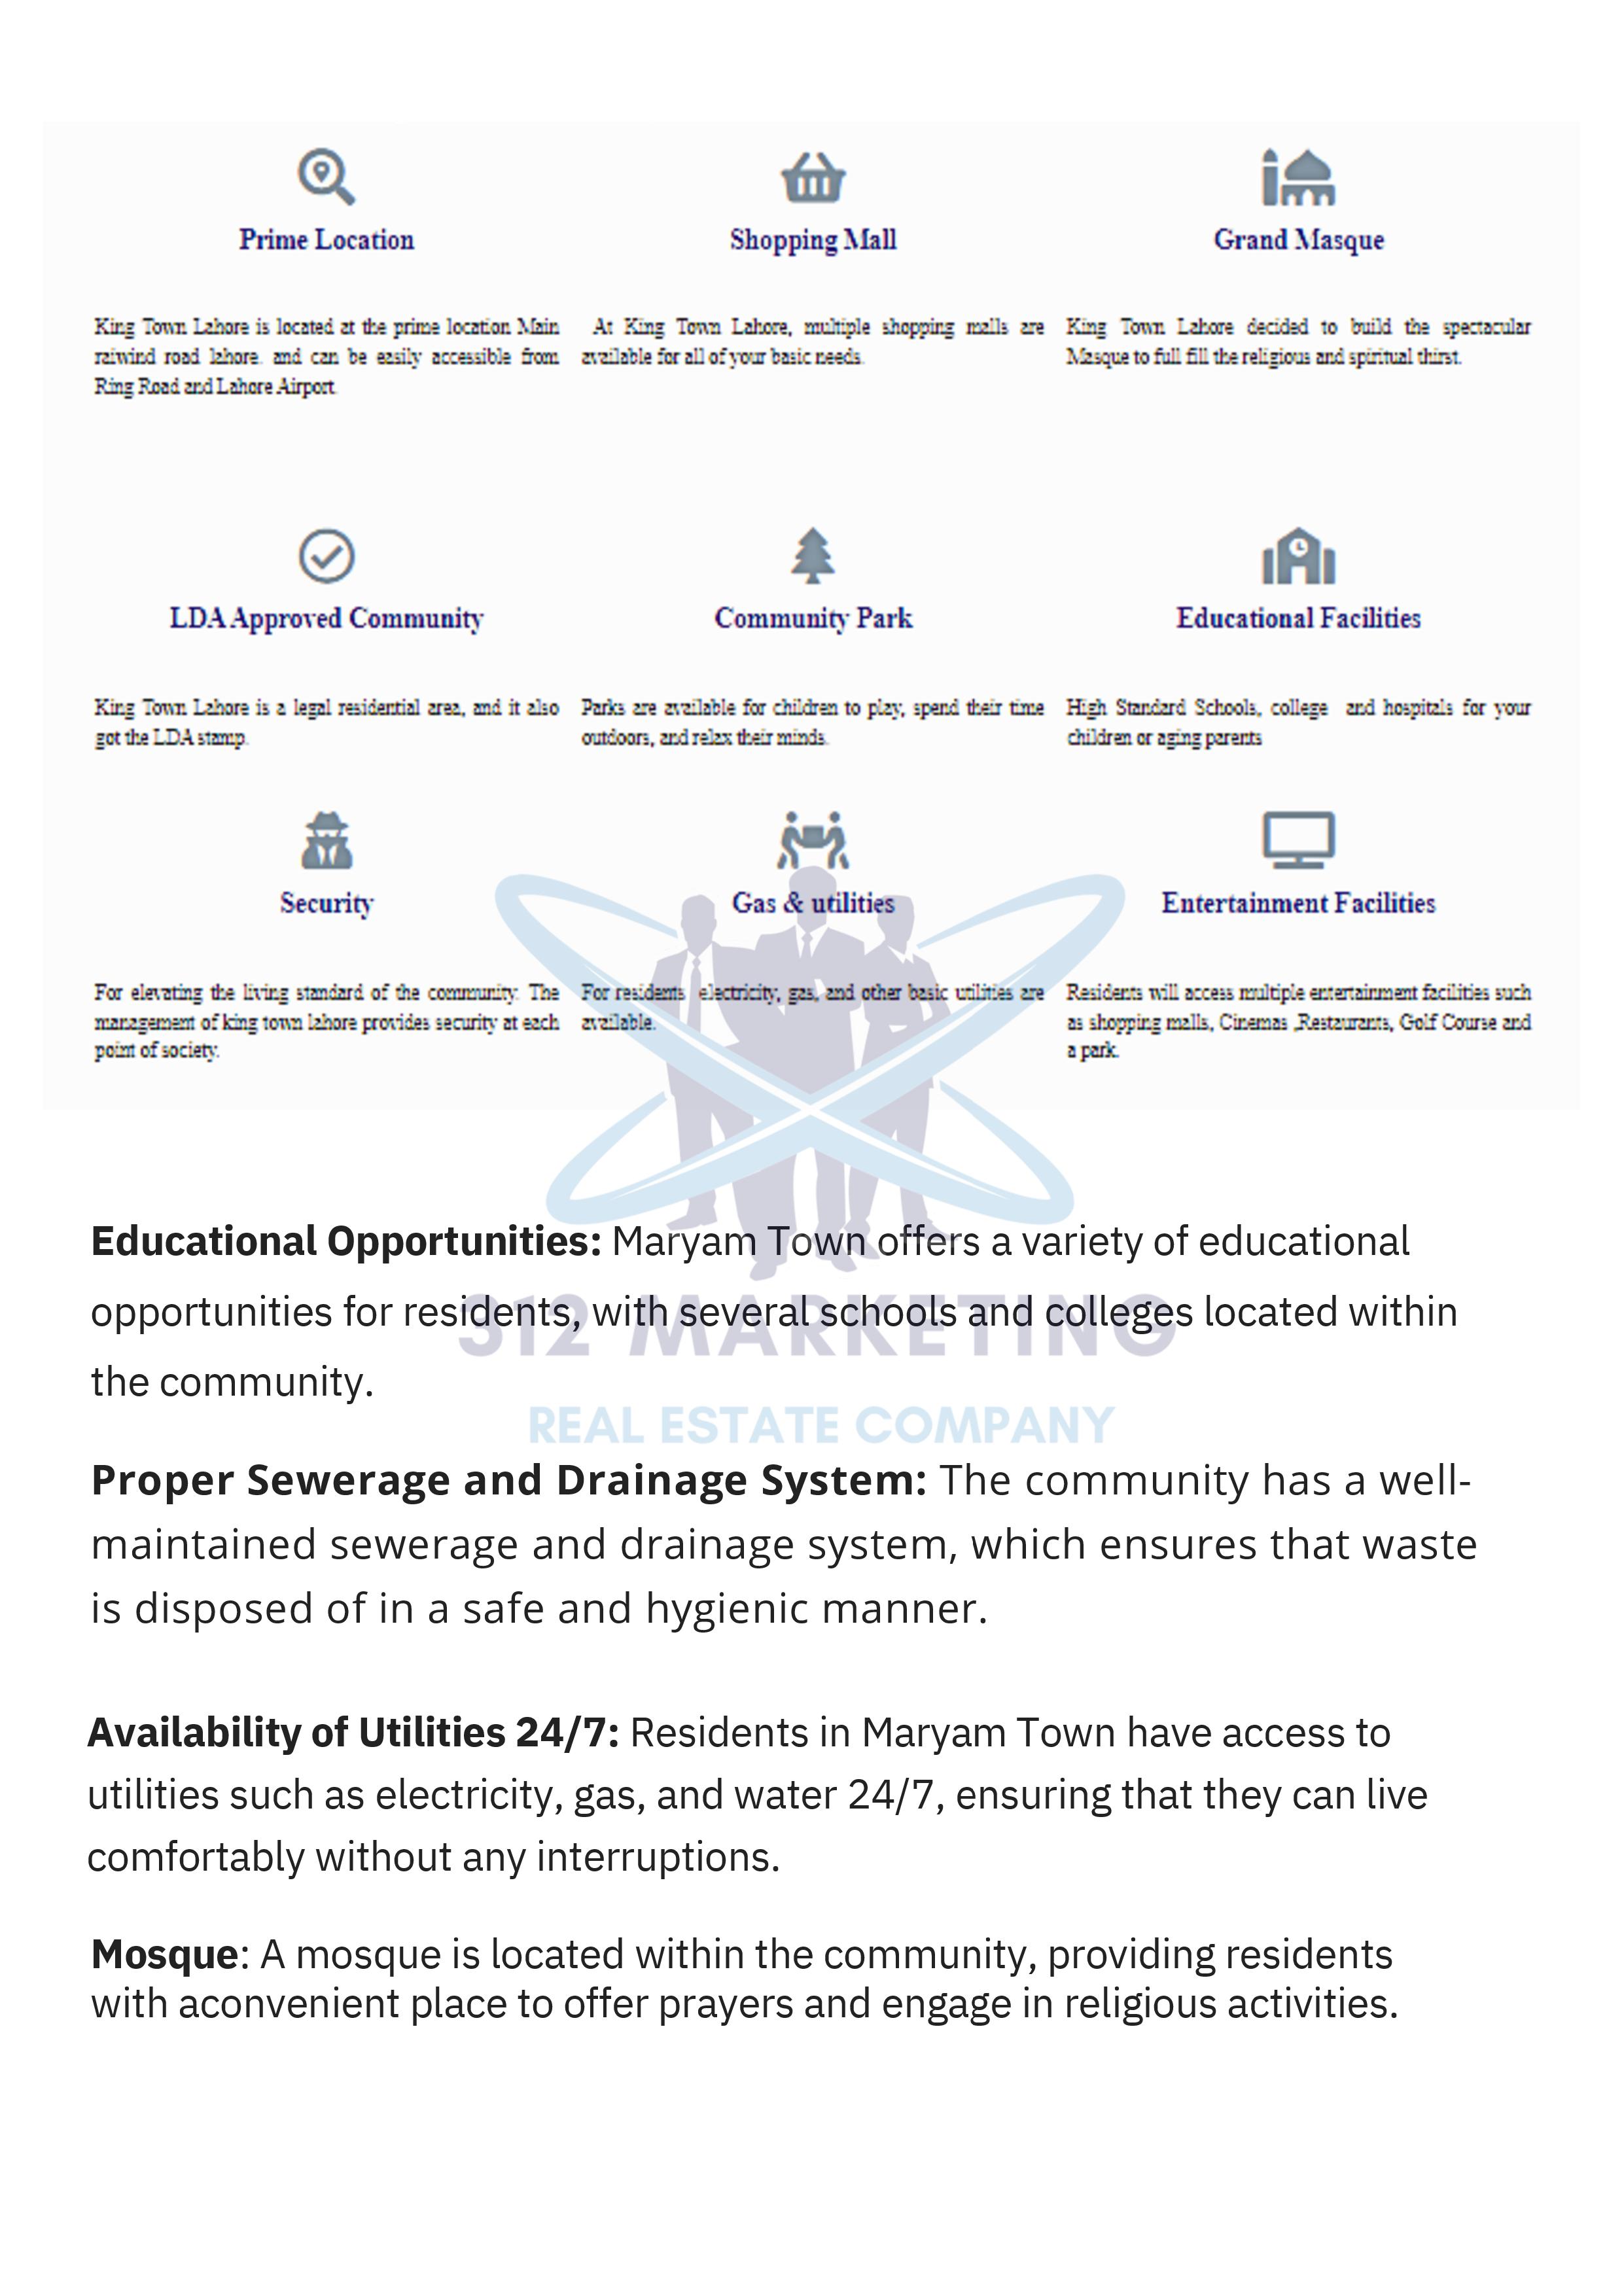 Prime Location
King Town Lahore is located at the prime location Main
raiwind road lahore. and can be easily accessible from
Ring Road and Lahore Airport.
Shopping Mall
At King Town Lahore, multiple shopping malls are
available for all of your basic needs.
Grand Masque
King Town Lahore decided to build the spectacular
Masque to full fill the religious and spiritual thirst.
LDA Approved Community
King Town Lahore is a legal residential area, and it also
got the LDA stamp.
Community Park
Parks are available for children to play, spend their time
outdoors, and relax their minds.
Educational Facilities
High Standard Schools, college and hospitals for your
children or aging parents
Security
For elevating the living standard of the community. The
management of king town lahore provides security at each
point of society.
Gas & utilities
For residents electricity, gas, and other basic utilities are
available.
Entertainment Facilities
Residents will access multiple entertainment facilities such
as shopping malls, Cinemas ,Restaurants, Golf Course and
a park.
Educational Opportunities: Maryam Town offers a variety of educational
opportunities for residents, with several schools and colleges located within
the community.
312 MARKETING
REAL ESTATE COMPANY
Proper Sewerage and Drainage System: The community has a well-
maintained sewerage and drainage system, which ensures that waste
is disposed of in a safe and hygienic manner.
Availability of Utilities 24/7: Residents in Maryam Town have access to
utilities such as electricity, gas, and water 24/7, ensuring that they can live
comfortably without any interruptions.
Mosque: A mosque is located within the community, providing residents
with aconvenient place to offer prayers and engage in religious activities.